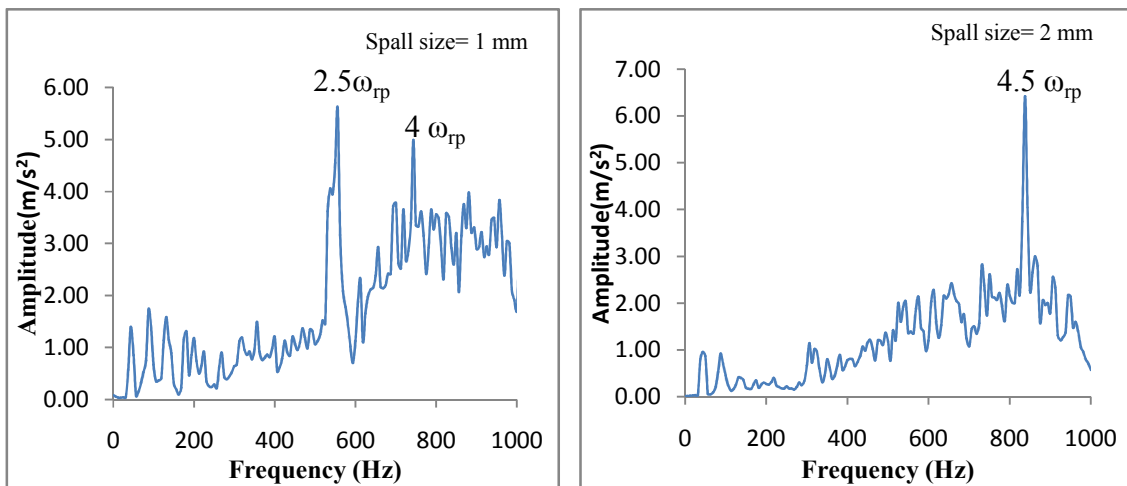 Spall size= 1 mm
2.5ω_rp
4 ω_rp
6.00
5.00
4.00
3.00
2.00
1.00
0.00
Amplitude(m/s²)
0 200 400 600 800 1000
Frequency (Hz)
Spall size= 2 mm
4.5 ω_rp
7.00
6.00
5.00
4.00
3.00
2.00
1.00
0.00
Amplitude(m/s²)
0 200 400 600 800 1000
Frequency (Hz)